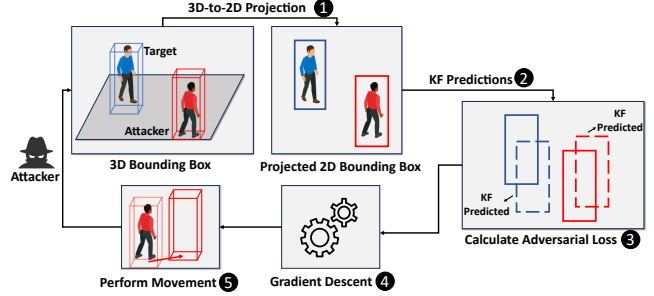 3D-to-2D Projection 1
Target
Attacker
3D Bounding Box
Projected 2D Bounding Box
KF Predictions 2
KF
Predicted
KF
Predicted
Calculate Adversarial Loss 3
Attacker
Perform Movement 5
Gradient Descent 4